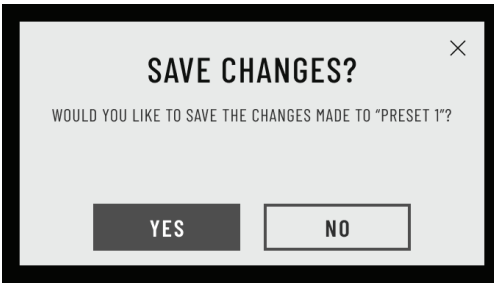 SAVE CHANGES?
WOULD YOU LIKE TO SAVE THE CHANGES MADE TO “PRESET 1”?
YES
NO